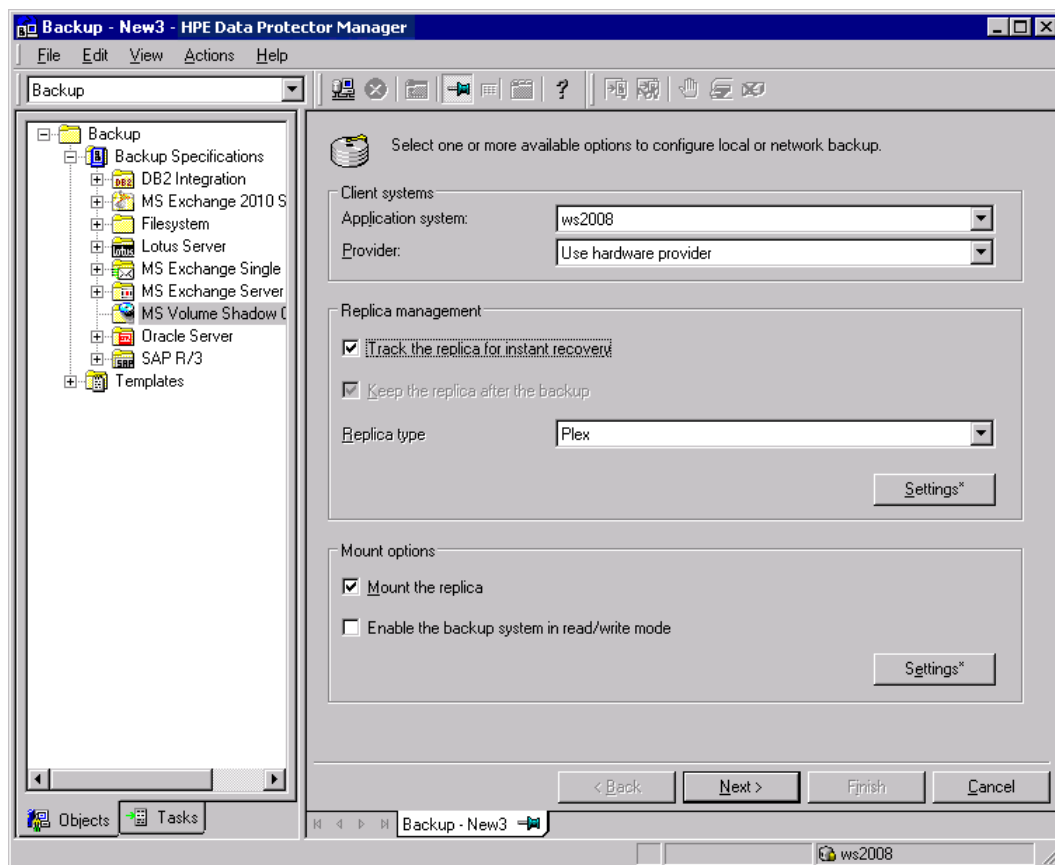 Backup - New3 - HPE Data Protector Manager
File Edit View Actions Help
Backup
Backup
Backup Specifications
DB2 Integration
MS Exchange 2010 S
Filesystem
Lotus Server
MS Exchange Single
MS Exchange Server
MS Volume Shadow C
Oracle Server
SAP R/3
Templates
Objects
Tasks
Select one or more available options to configure local or network backup.
Client systems
Application system:
ws2008
Provider:
Use hardware provider
Replica management
Track the replica for instant recovery
Keep the replica after the backup
Replica type
Plex
Settings*
Mount options
Mount the replica
Enable the backup system in read/write mode
Settings*
< Back
Next >
Finish
Cancel
Backup - New3
ws2008